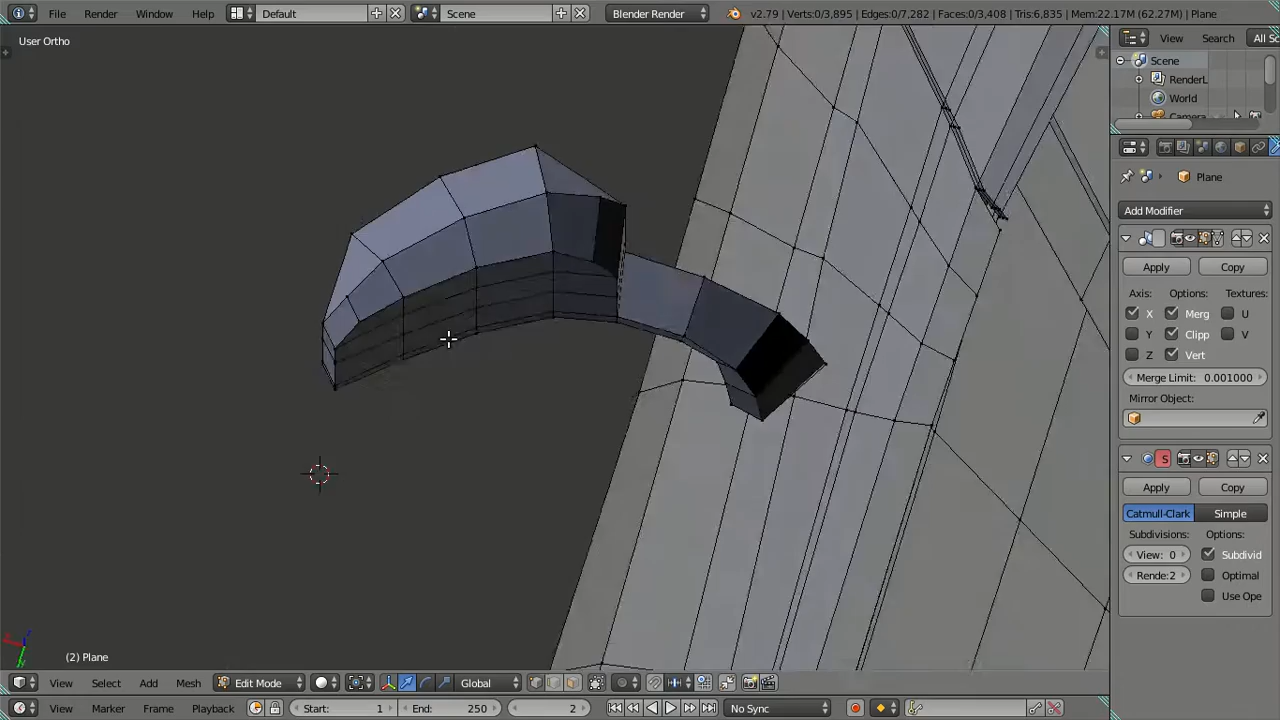 File Render Window Help Default Scene Blender Render v2.79 | Verts:0/3,895 | Edges:0/7,282 | Faces:0/3,408 | Tris:6,835 | Mem:22.17M (62.27M) | Plane
User Ortho
View Search All Sc
Scene
RenderL
World
Camera
Plane
Add Modifier
Apply Copy
Axis: Options: Textures:
X Merg U
Y Clipp V
Z Vert
Merge Limit: 0.001000
Mirror Object:
S
Apply Copy
Catmull-Clark Simple
Subdivisions: Options:
View: 0 Subdivid
Rende:2 Optimal
Use Ope
(2) Plane
View Select Add Mesh Edit Mode Global
View Marker Frame Playback Start: 1 End: 250 2 No Sync